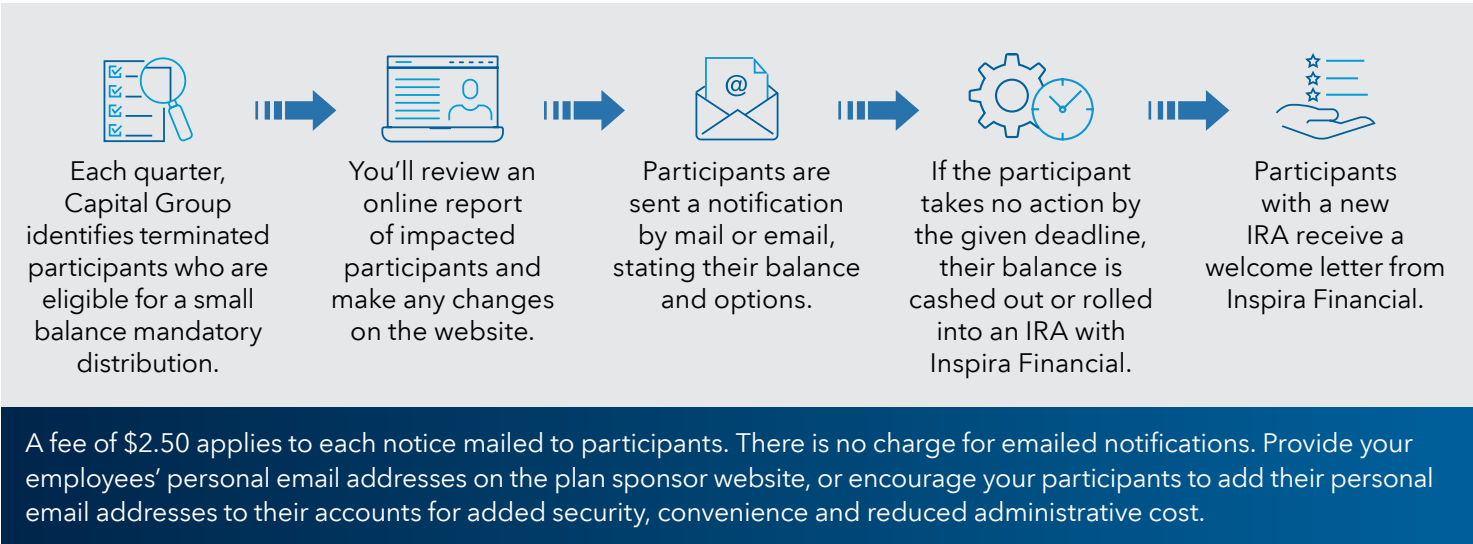 @
Each quarter,
Capital Group
identifies terminated
participants who are
eligible for a small
balance mandatory
distribution.
You’ll review an
online report
of impacted
participants and
make any changes
on the website.
Participants are
sent a notification
by mail or email,
stating their balance
and options.
If the participant
takes no action by
the given deadline,
their balance is
cashed out or rolled
into an IRA with
Inspira Financial.
Participants
with a new
IRA receive a
welcome letter from
Inspira Financial.
A fee of $2.50 applies to each notice mailed to participants. There is no charge for emailed notifications. Provide your
employees’ personal email addresses on the plan sponsor website, or encourage your participants to add their personal
email addresses to their accounts for added security, convenience and reduced administrative cost.